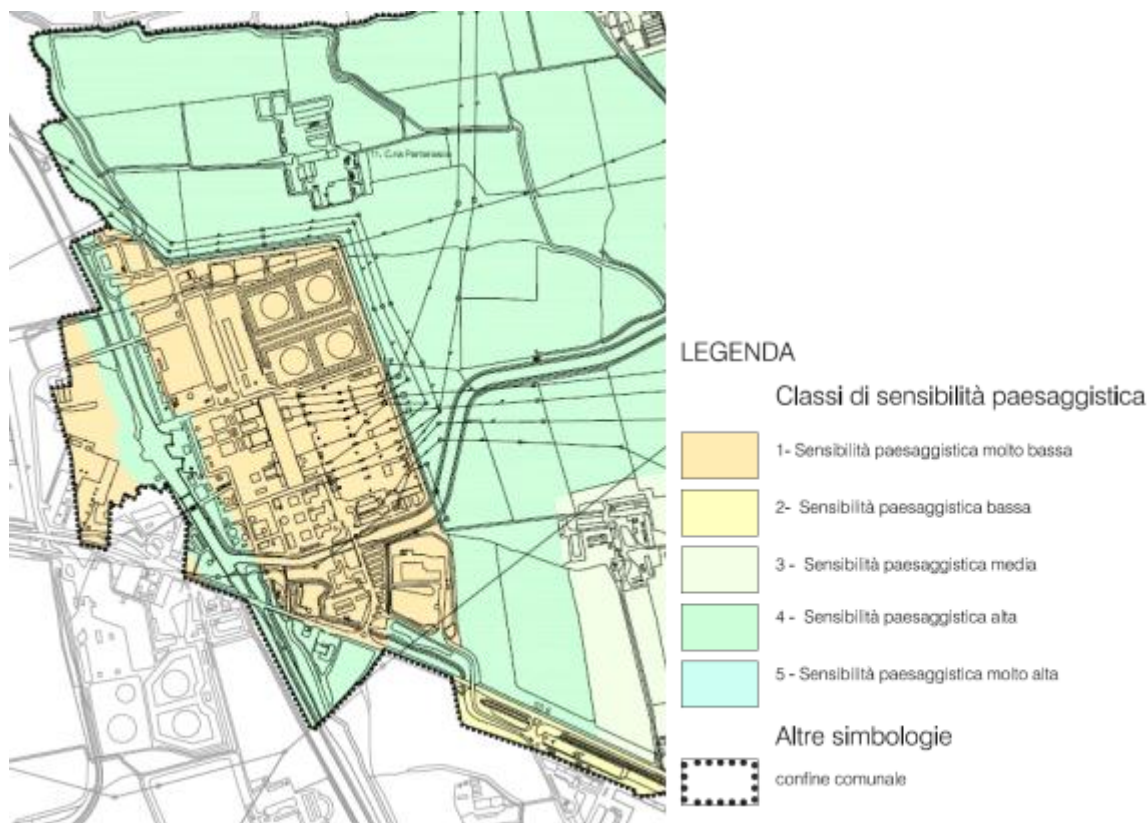 LEGENDA
Classi di sensibilità paesaggistica
1- Sensibilità paesaggistica molto bassa
2- Sensibilità paesaggistica bassa
3 - Sensibilità paesaggistica media
4 - Sensibilità paesaggistica alta
5 - Sensibilità paesaggistica molto alta
Altre simbologie
confine comunale